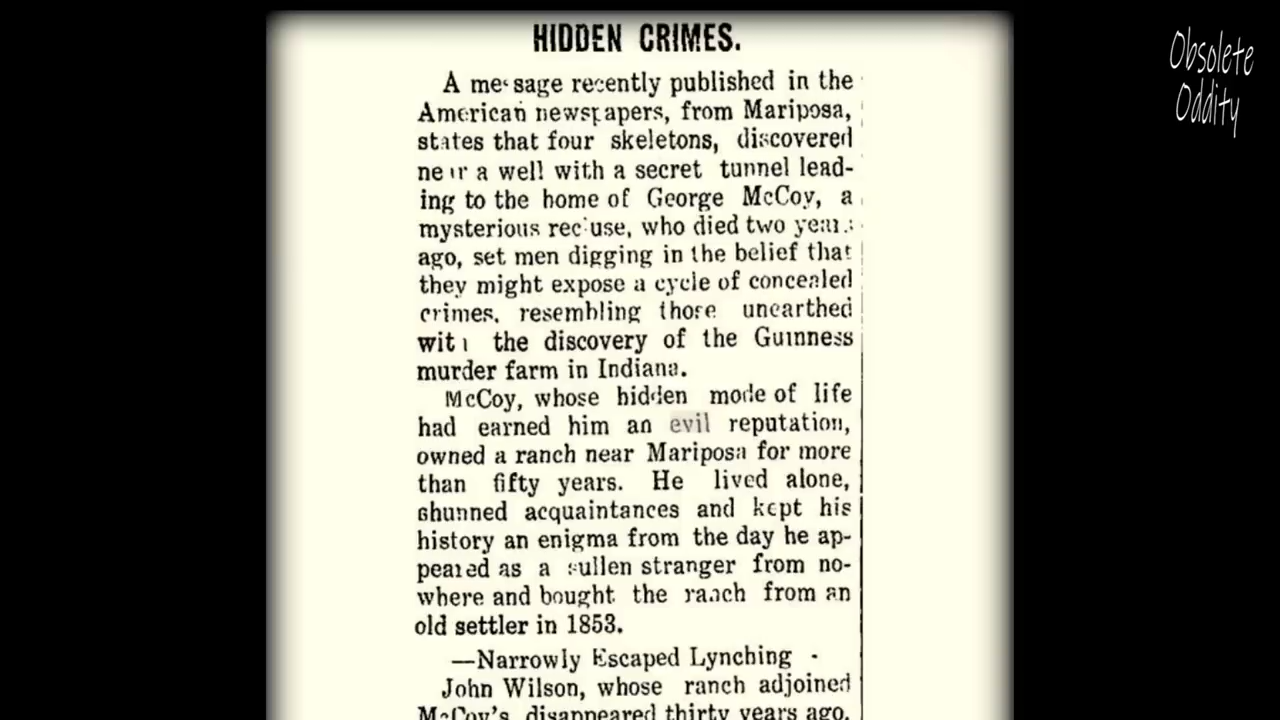 HIDDEN CRIMES.
A message recently published in the
American newspapers, from Mariposa,
states that four skeletons, discovered
near a well with a secret tunnel lead-
ing to the home of George McCoy, a
mysterious recluse, who died two years
ago, set men digging in the belief that
they might expose a cycle of concealed
crimes, resembling those unearthed
with the discovery of the Guinness
murder farm in Indiana.
McCoy, whose hidden mode of life
had earned him an evil reputation,
owned a ranch near Mariposa for more
than fifty years. He lived alone,
shunned acquaintances and kept his
history an enigma from the day he ap-
peared as a sullen stranger from no-
where and bought the ranch from an
old settler in 1853.
—Narrowly Escaped Lynching -
John Wilson, whose ranch adjoined
McCoy's, disappeared thirty years ago.
Obsolete
Oddity